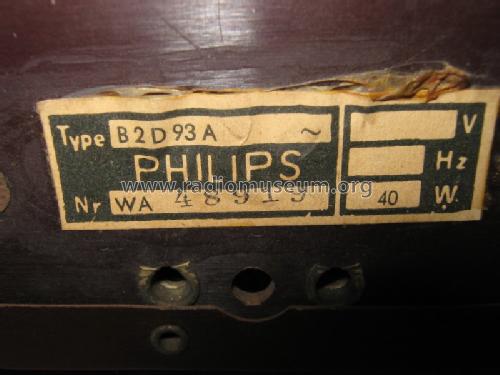 Type B2D93A ~ V
PHILIPS Hz
Nr WA 48919 40 W.
© www.radiomuseum.org